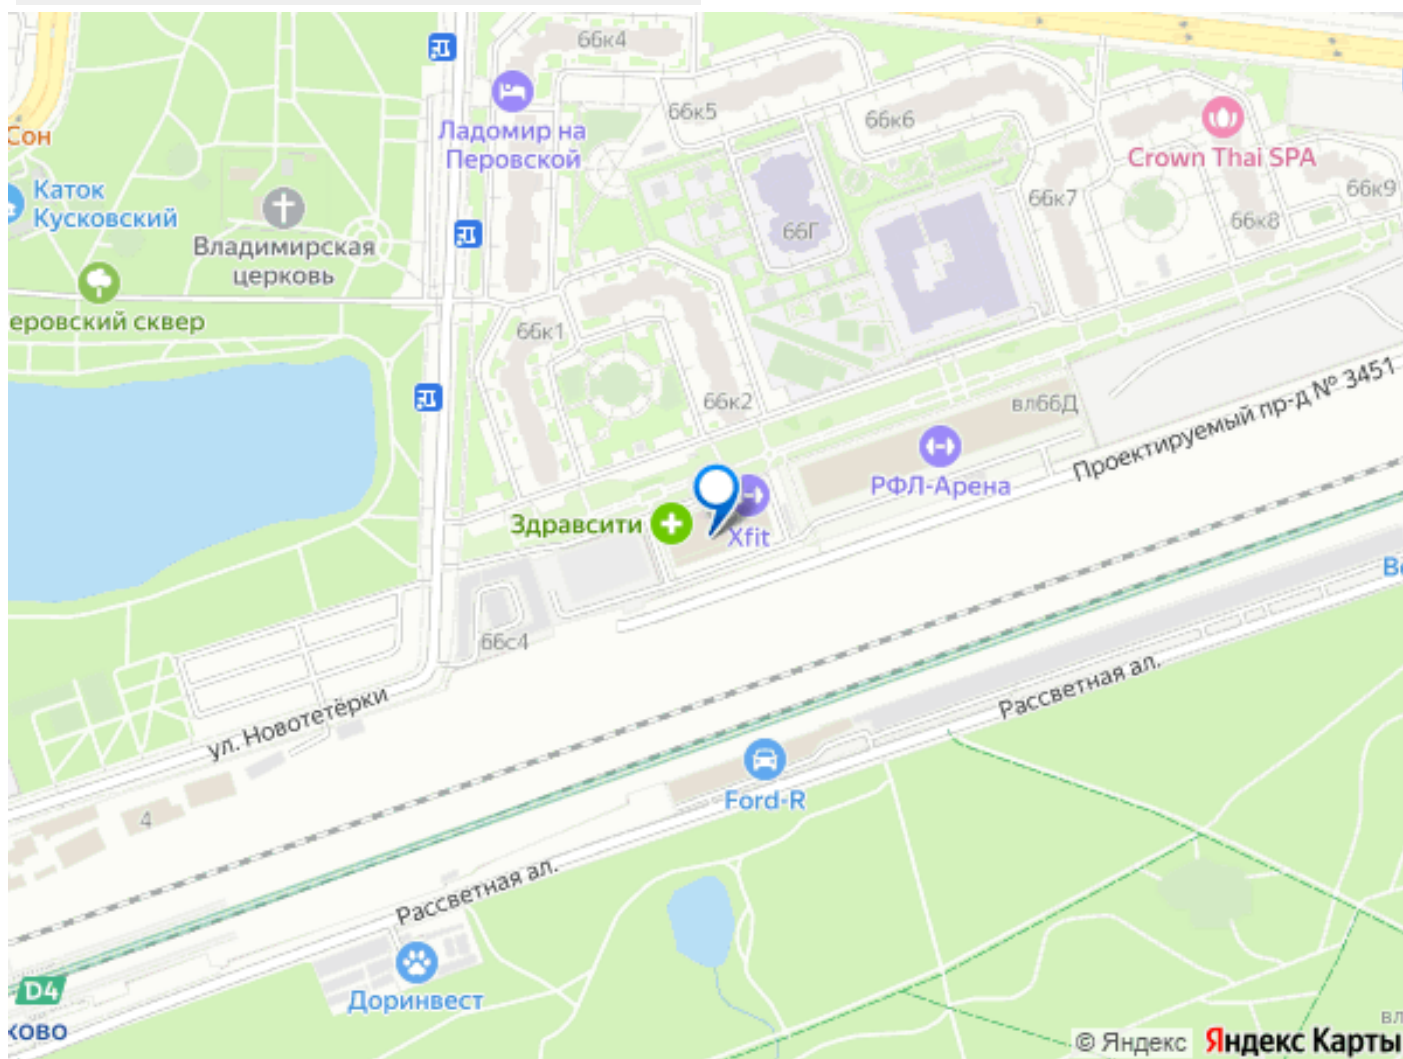 66к4
Ладомир на
Перовской
66к5
66к6
Crown Thai SPA
Сон
Каток
Кусковский
Владимирская
церковь
66Г
66к7
66к8
66к9
еровский сквер
66к1
66к2
вл66Д
Проектируемый пр-д № 3451
РФЛ-Арена
Здравсити
Xfit
66с4
ул. Новотетёрки
Рассветная ал.
Ford-R
4
Рассветная ал.
Доринвест
D4
ково
вл
© Яндекс Яндекс Карты